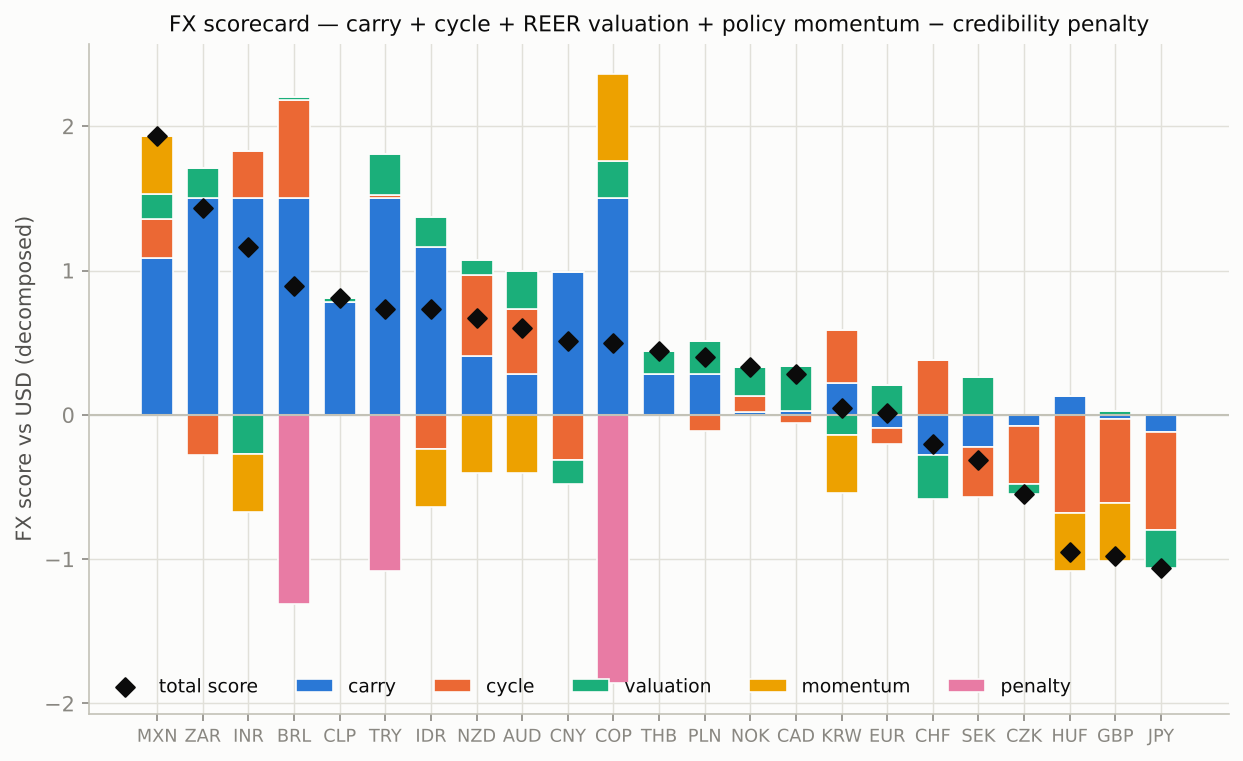 FX scorecard — carry + cycle + REER valuation + policy momentum − credibility penalty
FX score vs USD (decomposed)
2
1
0
−1
−2
total score carry cycle valuation momentum penalty
MXN ZAR INR BRL CLP TRY IDR NZD AUD CNY COP THB PLN NOK CAD KRW EUR CHF SEK CZK HUF GBP JPY